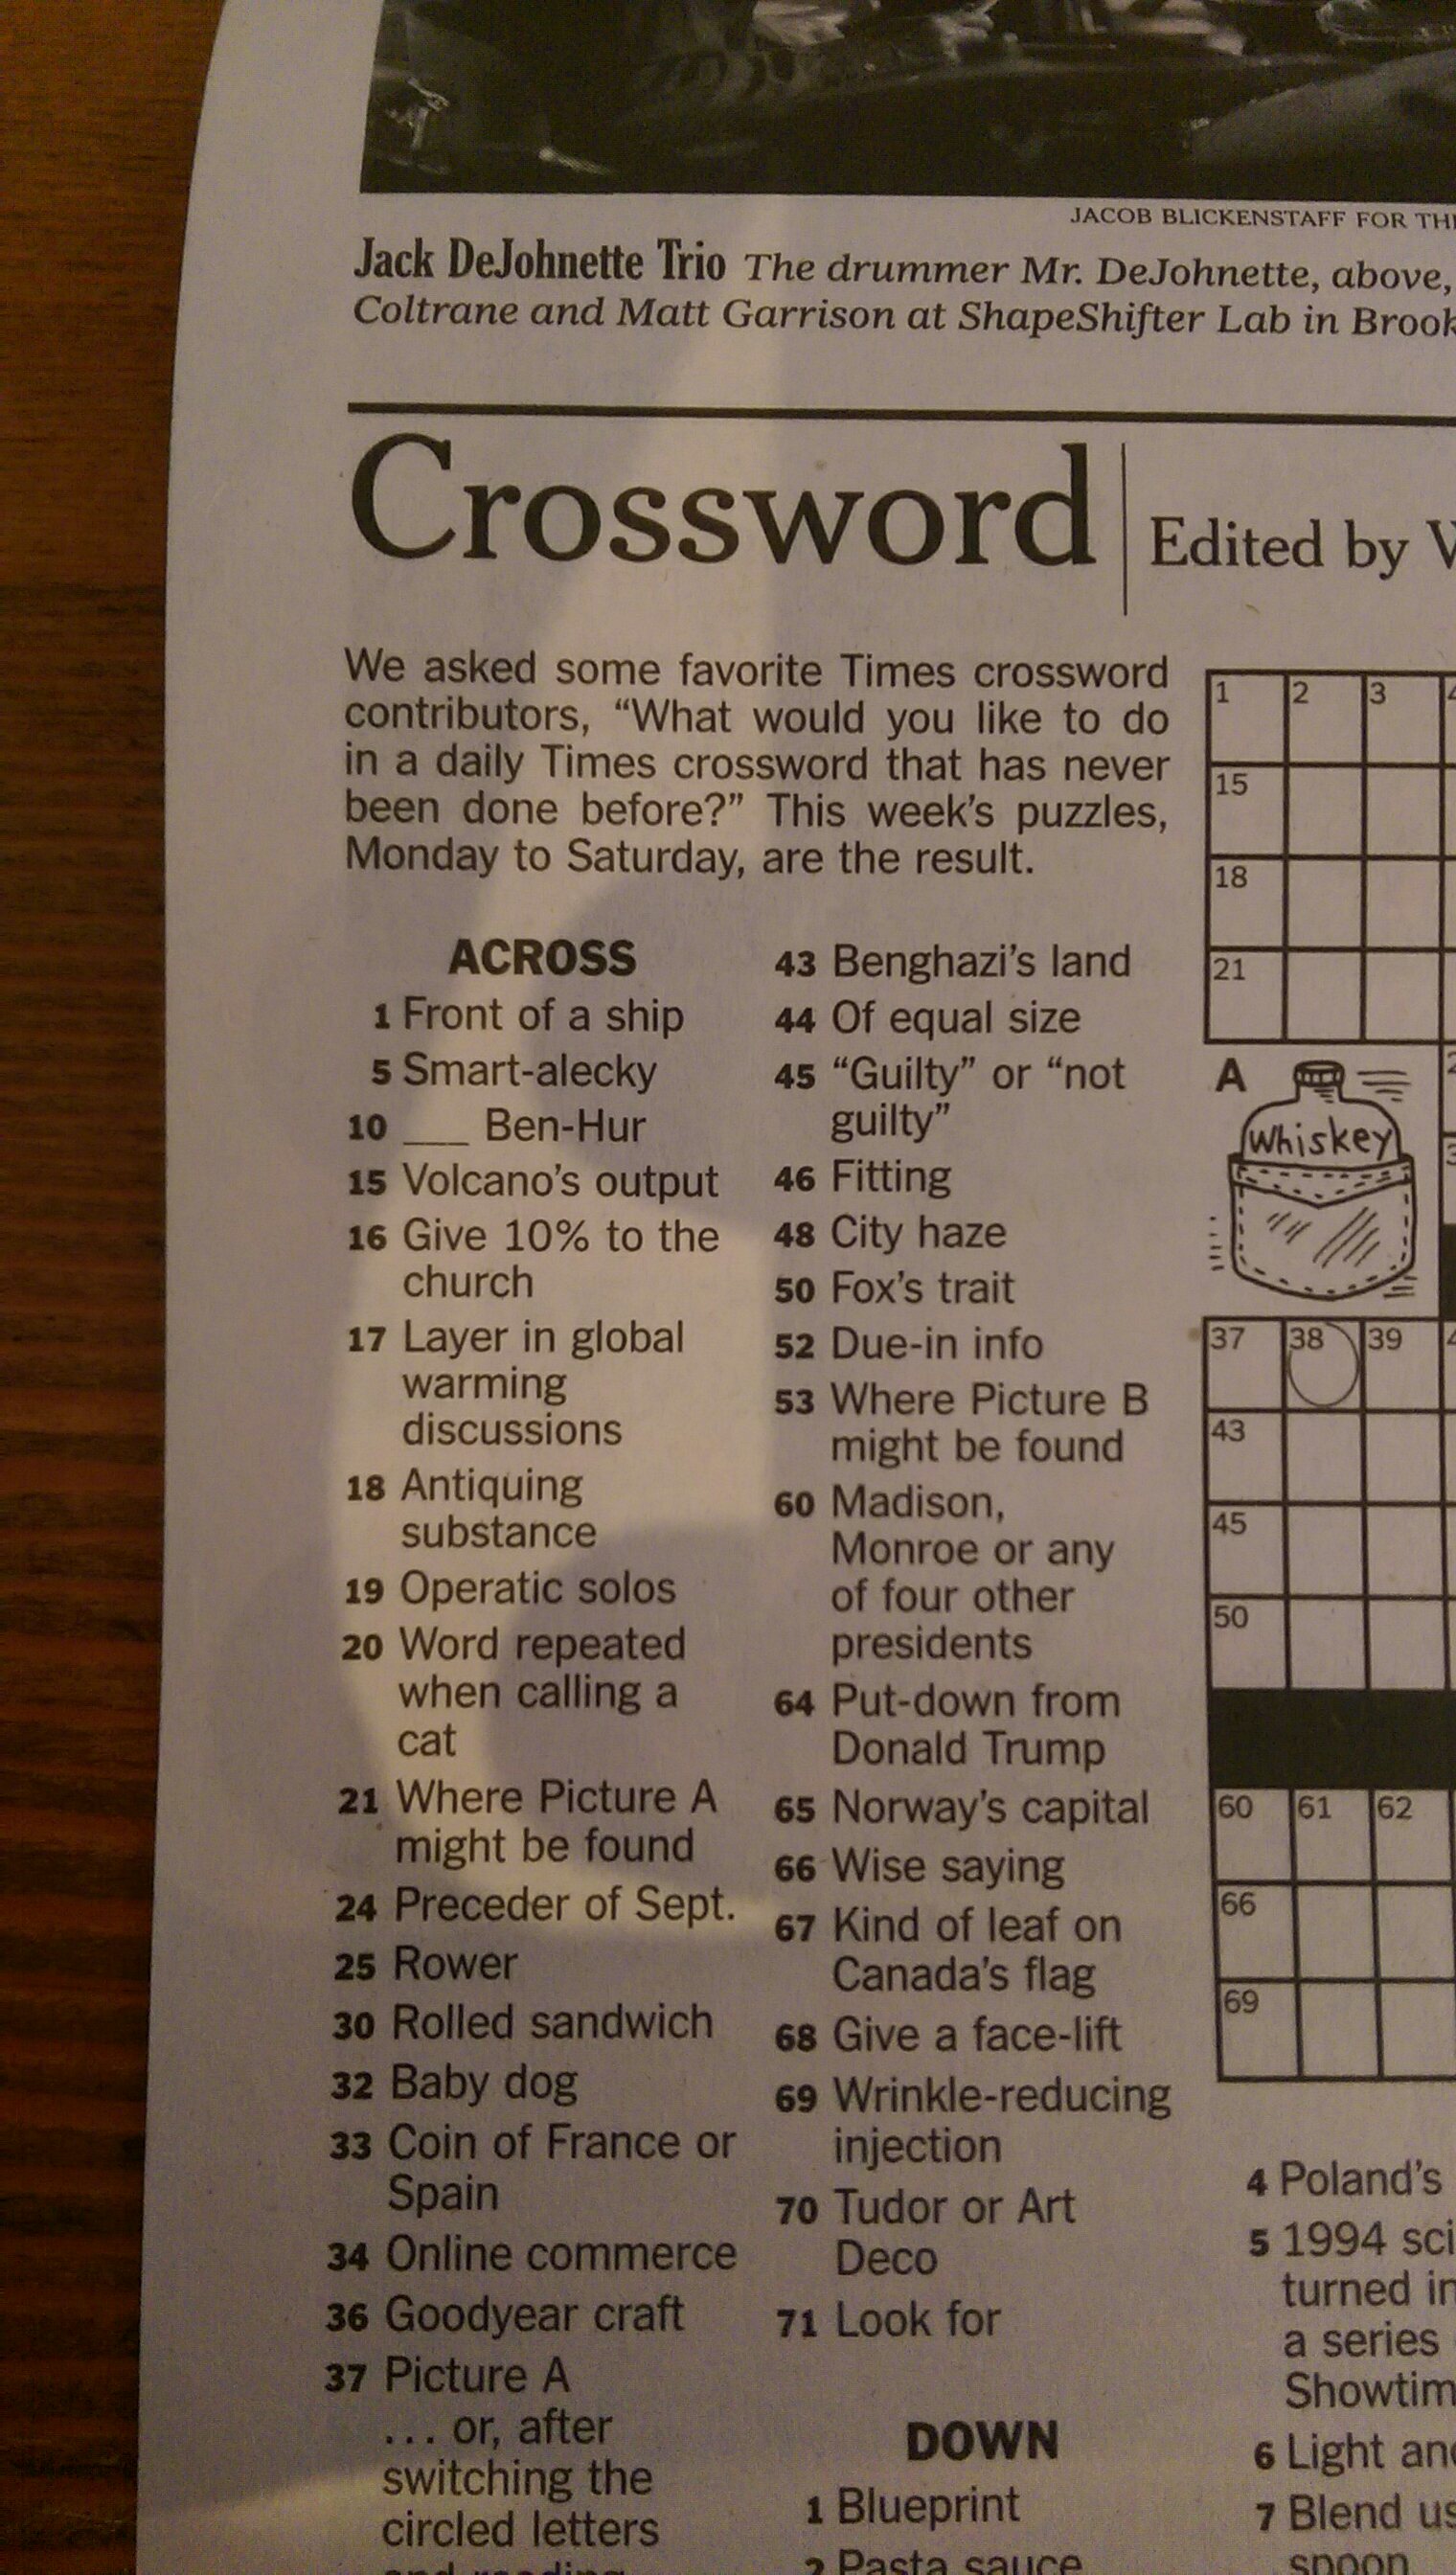 JACOB BLICKENSTAFF FOR
Jack DeJohnette Trio The drummer Mr. DeJohnette, above,
Coltrane and Matt Garrison at ShapeShifter Lab in
Crossword
Edited by
We asked some favorite Times crossword
contributors, “What would you like to do
in a daily Times crossword that has never
been done before?” This week’s puzzles,
Monday to Saturday, are the result.
ACROSS
1 Front of a ship
5 Smart-alecky
10 ___ Ben-Hur
15 Volcano’s output
16 Give 10% to the
church
17 Layer in global
warming
discussions
18 Antiquing
substance
19 Operatic solos
20 Word repeated
when calling a
cat
21 Where Picture A
might be found
24 Preceder of Sept.
25 Rower
30 Rolled sandwich
32 Baby dog
33 Coin of France or
Spain
34 Online commerce
36 Goodyear craft
37 Picture A
... or, after
switching the
circled letters
43 Benghazi’s land
44 Of equal size
45 “Guilty” or “not
guilty”
46 Fitting
48 City haze
50 Fox’s trait
52 Due-in info
53 Where Picture B
might be found
60 Madison,
Monroe or any
of four other
presidents
64 Put-down from
Donald Trump
65 Norway’s capital
66 Wise saying
67 Kind of leaf on
Canada’s flag
68 Give a face-lift
69 Wrinkle-reducing
injection
70 Tudor or Art
Deco
71 Look for
DOWN
1 Blueprint
2 Pasta sauce
1 2 3
15
18
21
A
Whiskey
37 38 39
43
45
50
60 61 62
66
69
4 Poland’s
5 1994
turned
a series
6 Light
7 Blend
spoon